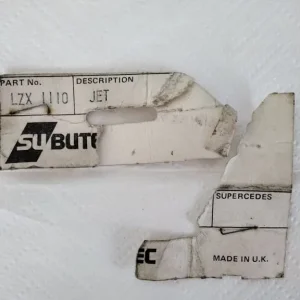 PART No. DESCRIPTION
LZX 1110 JET
SU BUTE
SUPERCEDES
EC
MADE IN U.K.